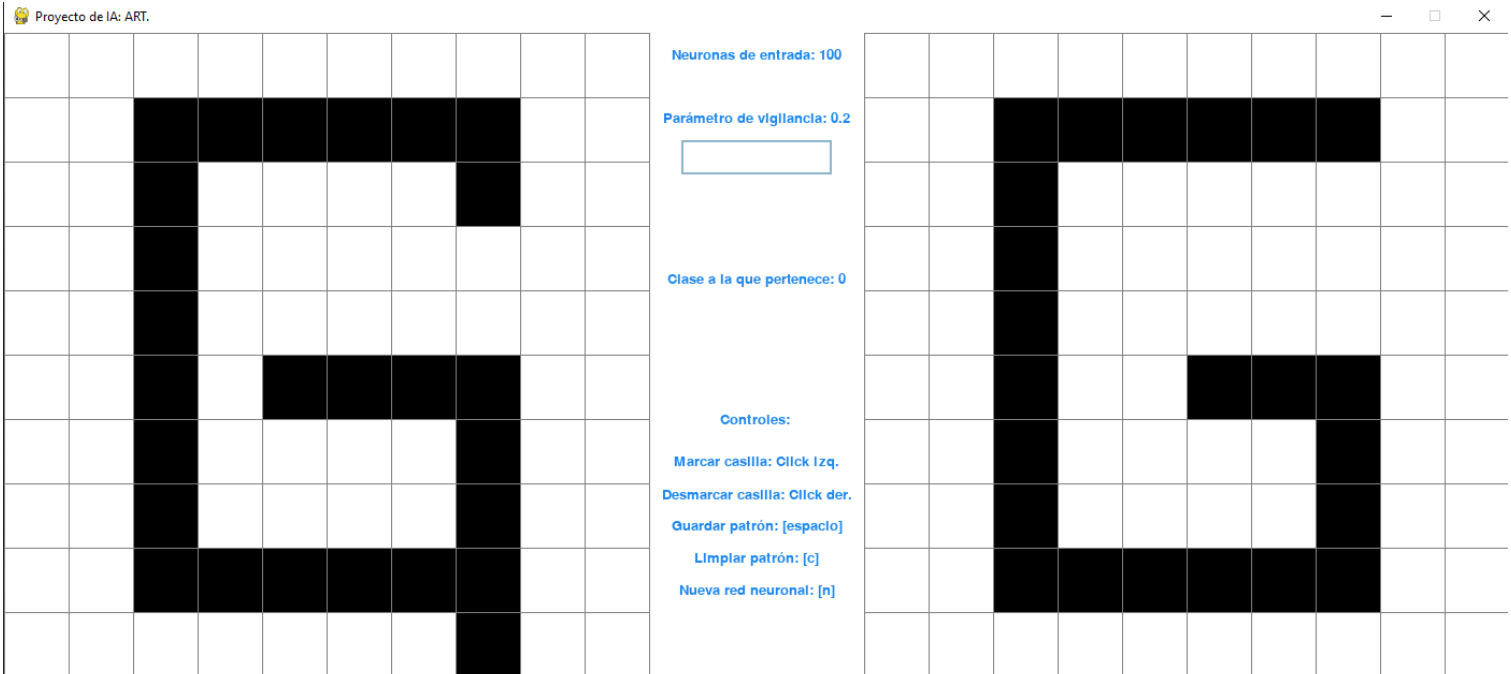 Proyecto de IA: ART.
Neuronas de entrada: 100
Parámetro de vigilancia: 0.2
Clase a la que pertenece: 0
Controles:
Marcar casilla: Click izq.
Desmarcar casilla: Click der.
Guardar patrón: [espacio]
Limpiar patrón: [c]
Nueva red neuronal: [n]